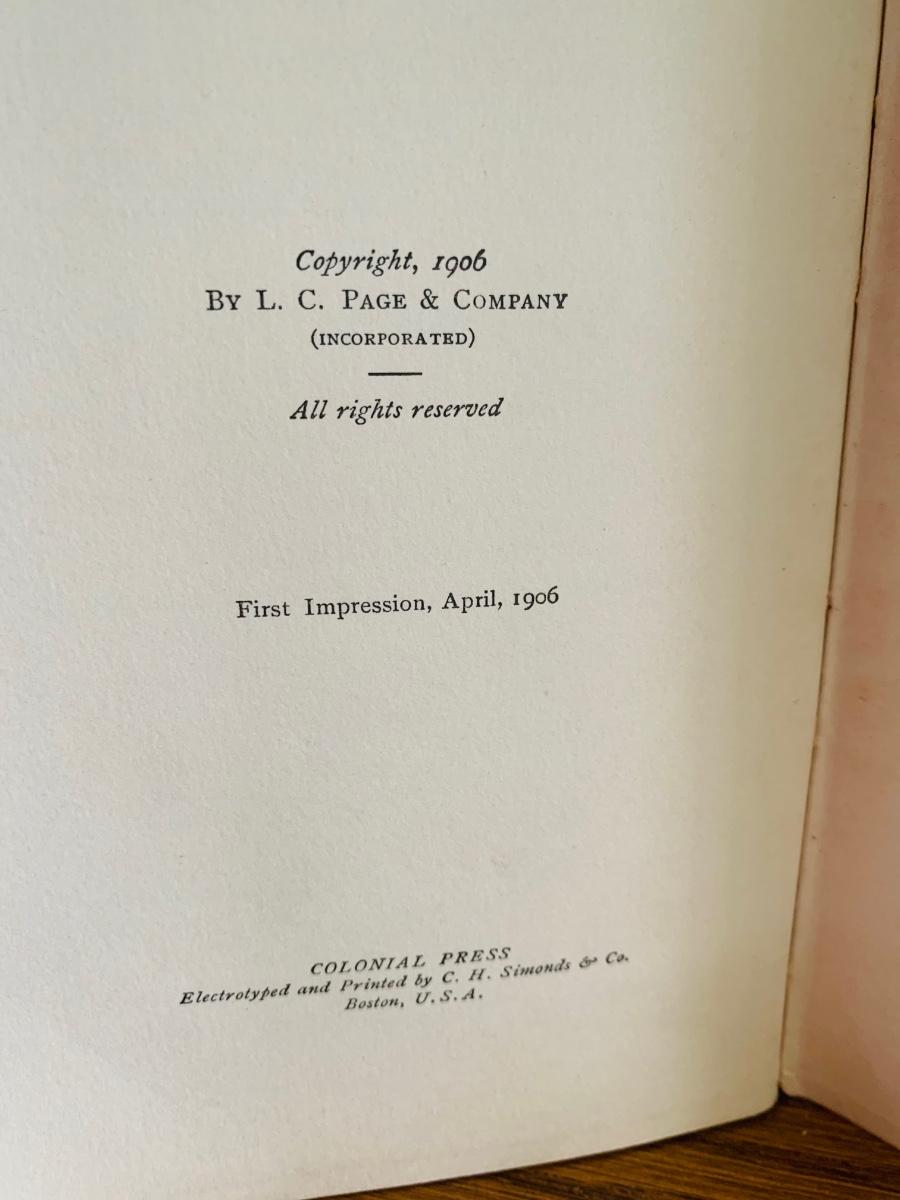 Copyright, 1906
By L. C. Page & Company
(INCORPORATED)
All rights reserved
First Impression, April, 1906
COLONIAL PRESS
Electrotyped and Printed by C. H. Simonds & Co.
Boston, U.S.A.